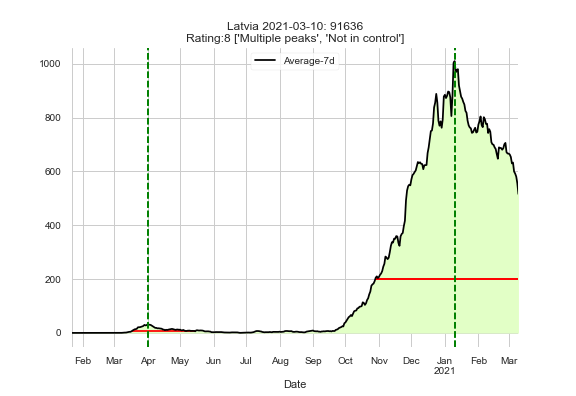 Latvia 2021-03-10: 91636
Rating:8 ['Multiple peaks', 'Not in control']
Average-7d
1000
800
600
400
200
0
Feb Mar Apr May Jun Jul Aug Sep Oct Nov Dec Jan Feb Mar
2021
Date